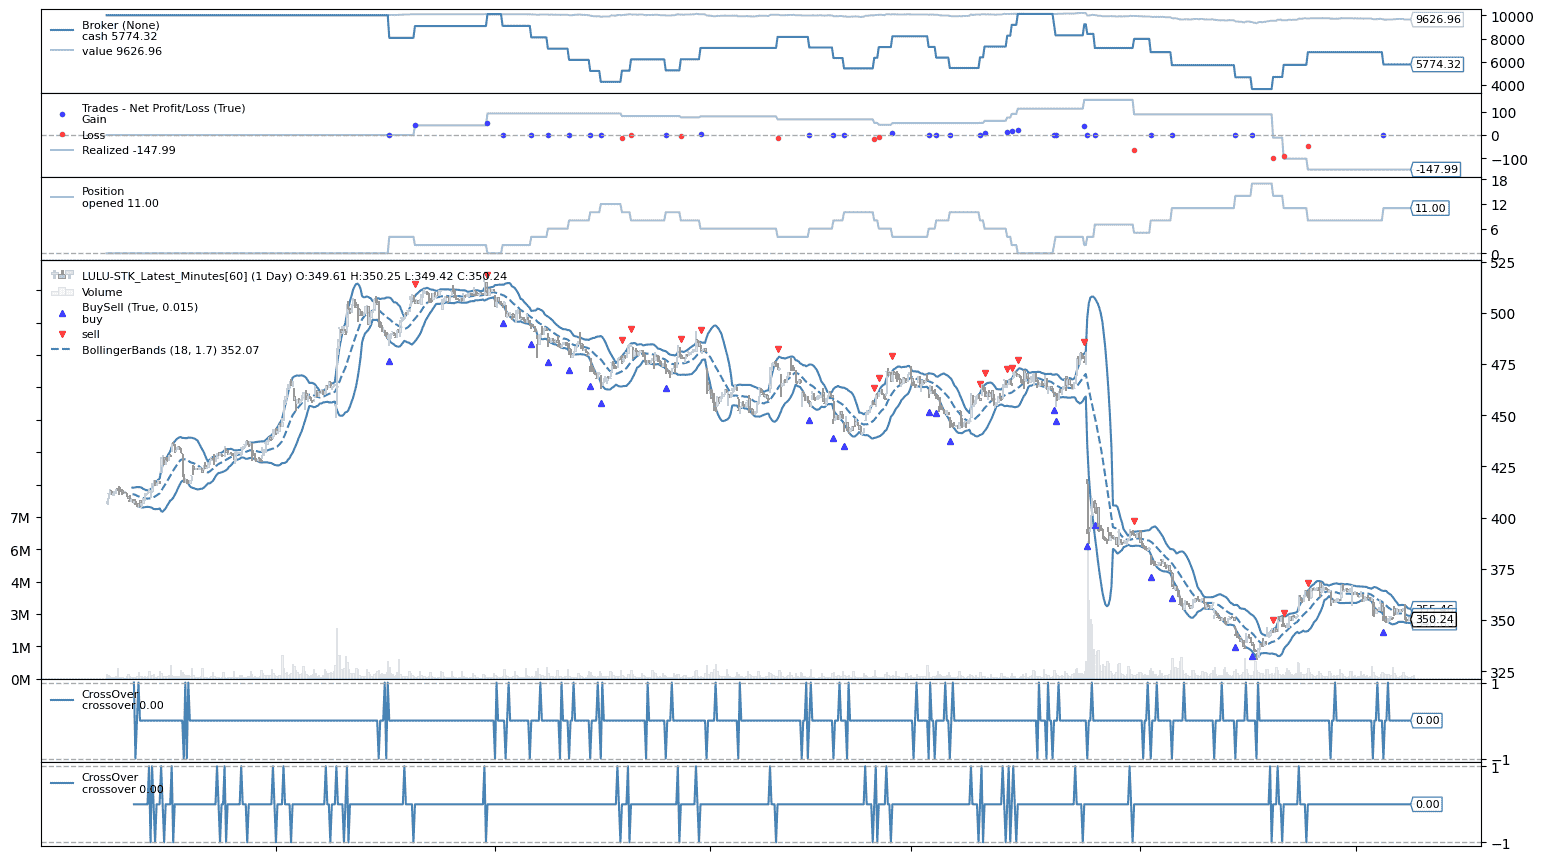 Broker (None)
cash 5774.32
value 9626.96
9626.96
5774.32
10000
8000
6000
4000
Trades - Net Profit/Loss (True)
Gain
Loss
Realized -147.99
-147.99
100
0
−100
Position
opened 11.00
11.00
18
12
6
0
LULU-STK_Latest_Minutes[60] (1 Day) O:349.61 H:350.25 L:349.42 C:350.24
Volume
BuySell (True, 0.015)
buy
sell
BollingerBands (18, 1.7) 352.07
525
500
475
450
425
400
375
350
325
355.46
350.24
7M
6M
4M
3M
1M
0M
CrossOver
crossover 0.00
0.00
1
−1
CrossOver
crossover 0.00
0.00
1
−1